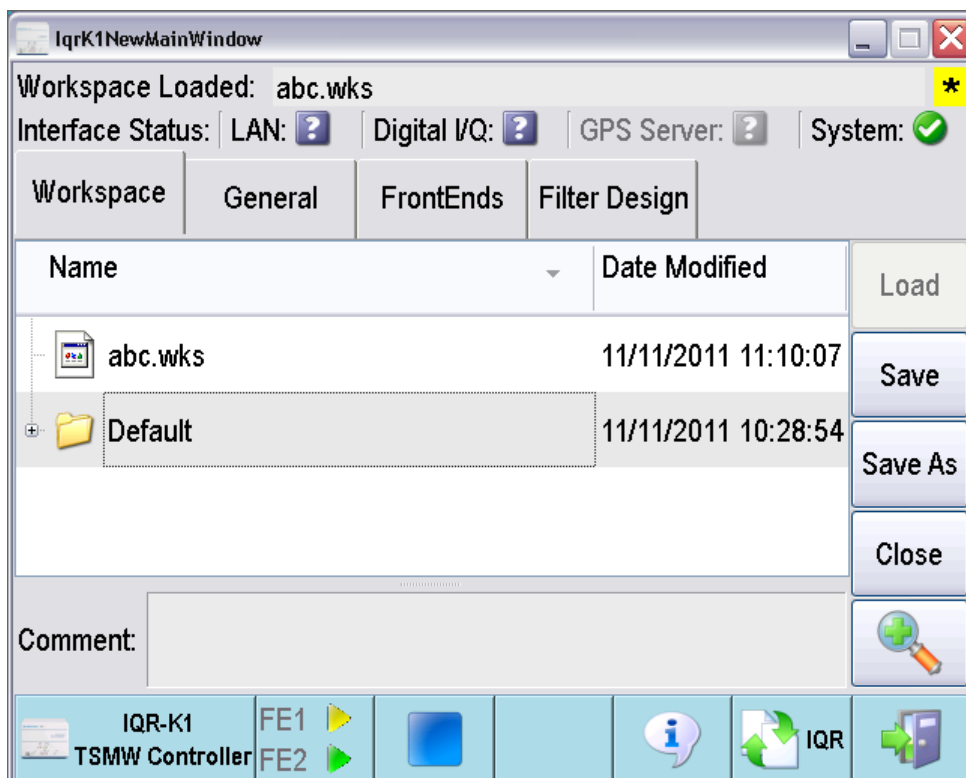 IqrK1NewMainWindow
Workspace Loaded: abc.wks *
Interface Status: LAN: ? Digital I/Q: ? GPS Server: ? System:
Workspace General FrontEnds Filter Design
Name Date Modified
Load
abc.wks 11/11/2011 11:10:07
Save
Default 11/11/2011 10:28:54
Save As
Close
Comment:
IQR-K1
TSMW Controller
FE1
FE2
i
IQR